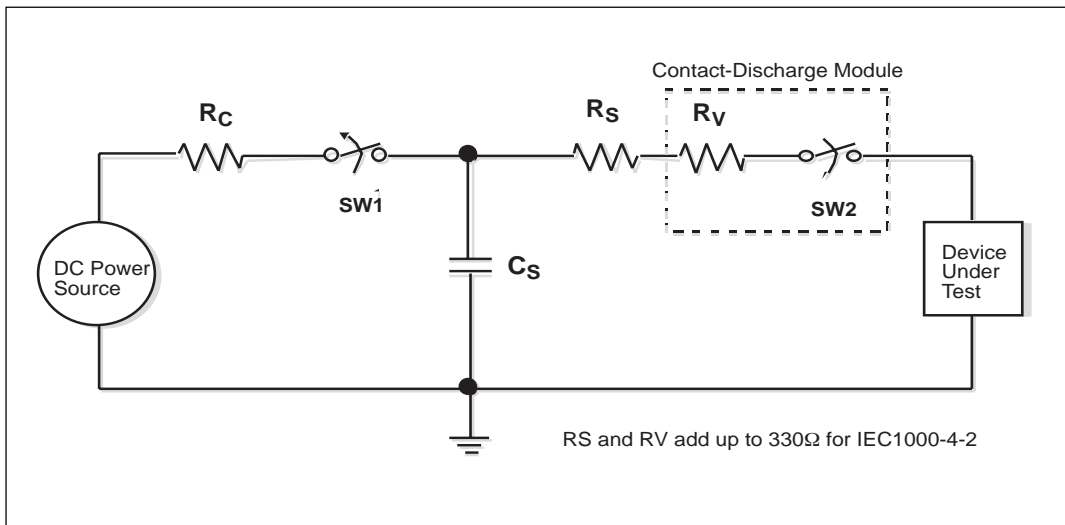 Contact-Discharge Module
RC
RS
RV
SW1
SW2
CS
DC Power
Source
Device
Under
Test
RS and RV add up to 330Ω for IEC1000-4-2